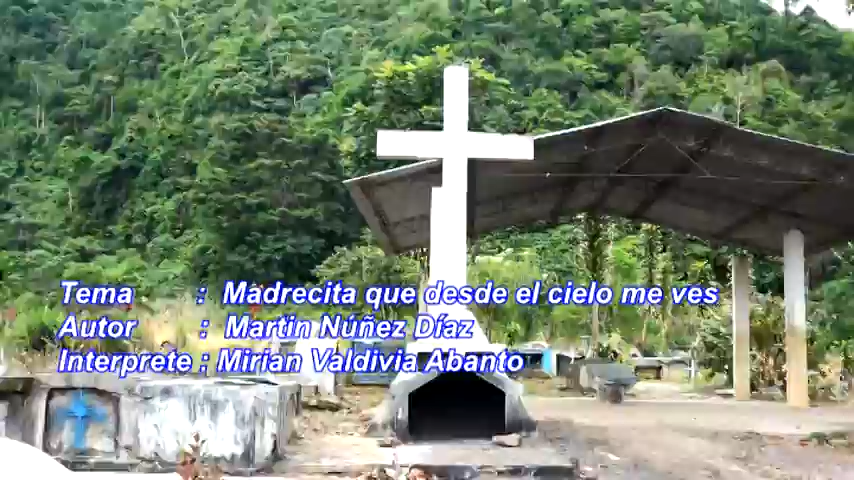 Tema : Madrecita que desde el cielo me ves
Autor : Martin Núñez Díaz
Interprete : Mirian Valdivia Abanto